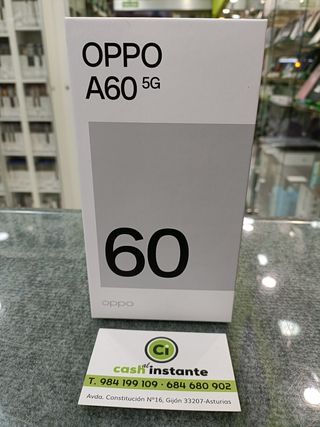 OPPO
A60 5G
60
oppo
Ci
cash al instante
T. 984 199 109 - 684 680 902
Avda. Constitución Nº16, Gijón 33207-Asturias